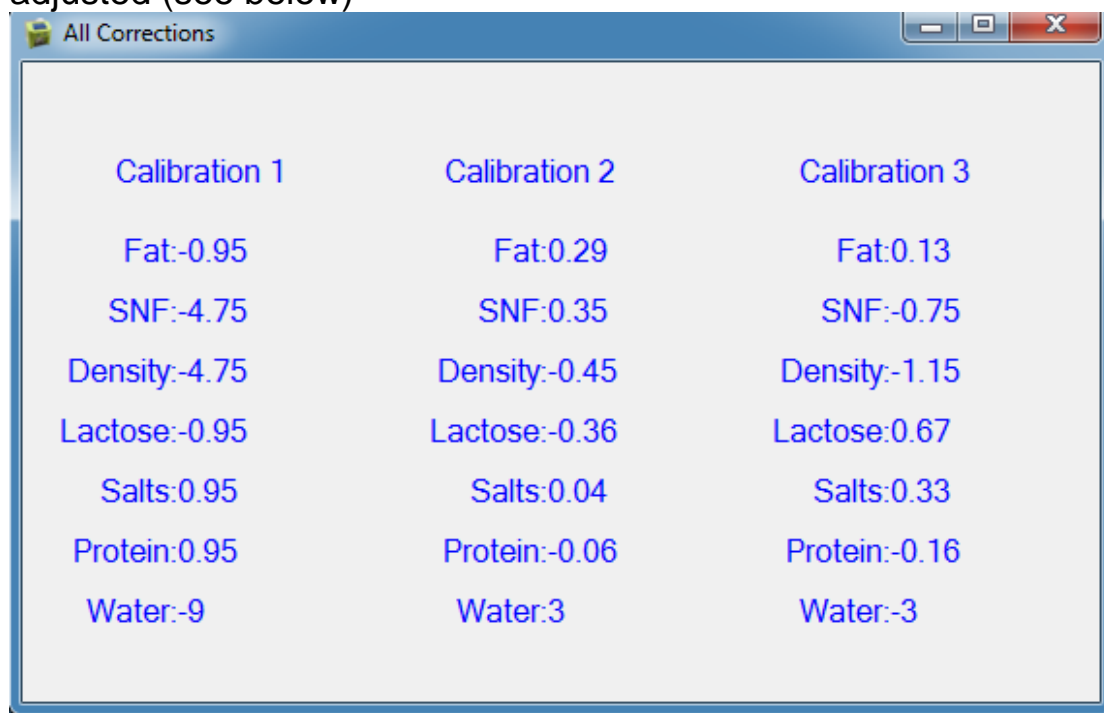 adjusted (see below)
All Corrections
Calibration 1 Calibration 2 Calibration 3
Fat:-0.95 Fat:0.29 Fat:0.13
SNF:-4.75 SNF:0.35 SNF:-0.75
Density:-4.75 Density:-0.45 Density:-1.15
Lactose:-0.95 Lactose:-0.36 Lactose:0.67
Salts:0.95 Salts:0.04 Salts:0.33
Protein:0.95 Protein:-0.06 Protein:-0.16
Water:-9 Water:3 Water:-3